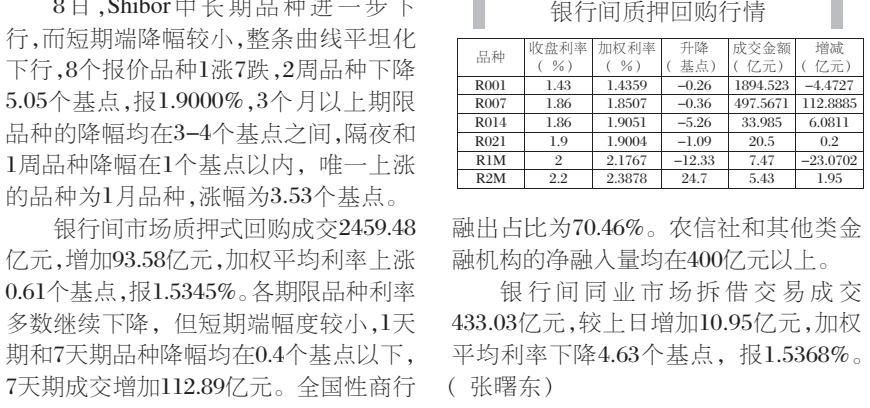 8日,Shibor中长期品种进一步下
行,而短期端降幅较小,整条曲线平坦化
下行,8个报价品种1涨7跌,2周品种下降
5.05个基点,报1.9000%,3个月以上期限
品种的降幅均在3-4个基点之间,隔夜和
1周品种降幅在1个基点以内，唯一上涨
的品种为1月品种,涨幅为3.53个基点。
银行间市场质押式回购成交2459.48
亿元,增加93.58亿元,加权平均利率上涨
0.61个基点,报1.5345%。各期限品种利率
多数继续下降，但短期端幅度较小,1天
期和7天期品种降幅均在0.4个基点以下，
7天期成交增加112.89亿元。全国性商行
银行间质押回购行情
品种 收盘利率（%） 加权利率（%） 升降（基点） 成交金额（亿元） 增减（亿元）
R001 1.43 1.4359 -0.26 1894.523 -4.4727
R007 1.86 1.8507 -0.36 497.5671 112.8885
R014 1.86 1.9051 -5.26 33.985 6.0811
R021 1.9 1.9004 -1.09 20.5 0.2
R1M 2 2.1767 -12.33 7.47 -23.0702
R2M 2.2 2.3878 24.7 5.43 1.95
融出占比为70.46%。农信社和其他类金
融机构的净融入量均在400亿元以上。
银行间同业市场拆借交易成交
433.03亿元,较上日增加10.95亿元,加权
平均利率下降4.63个基点，报1.5368%。
（张曙东）